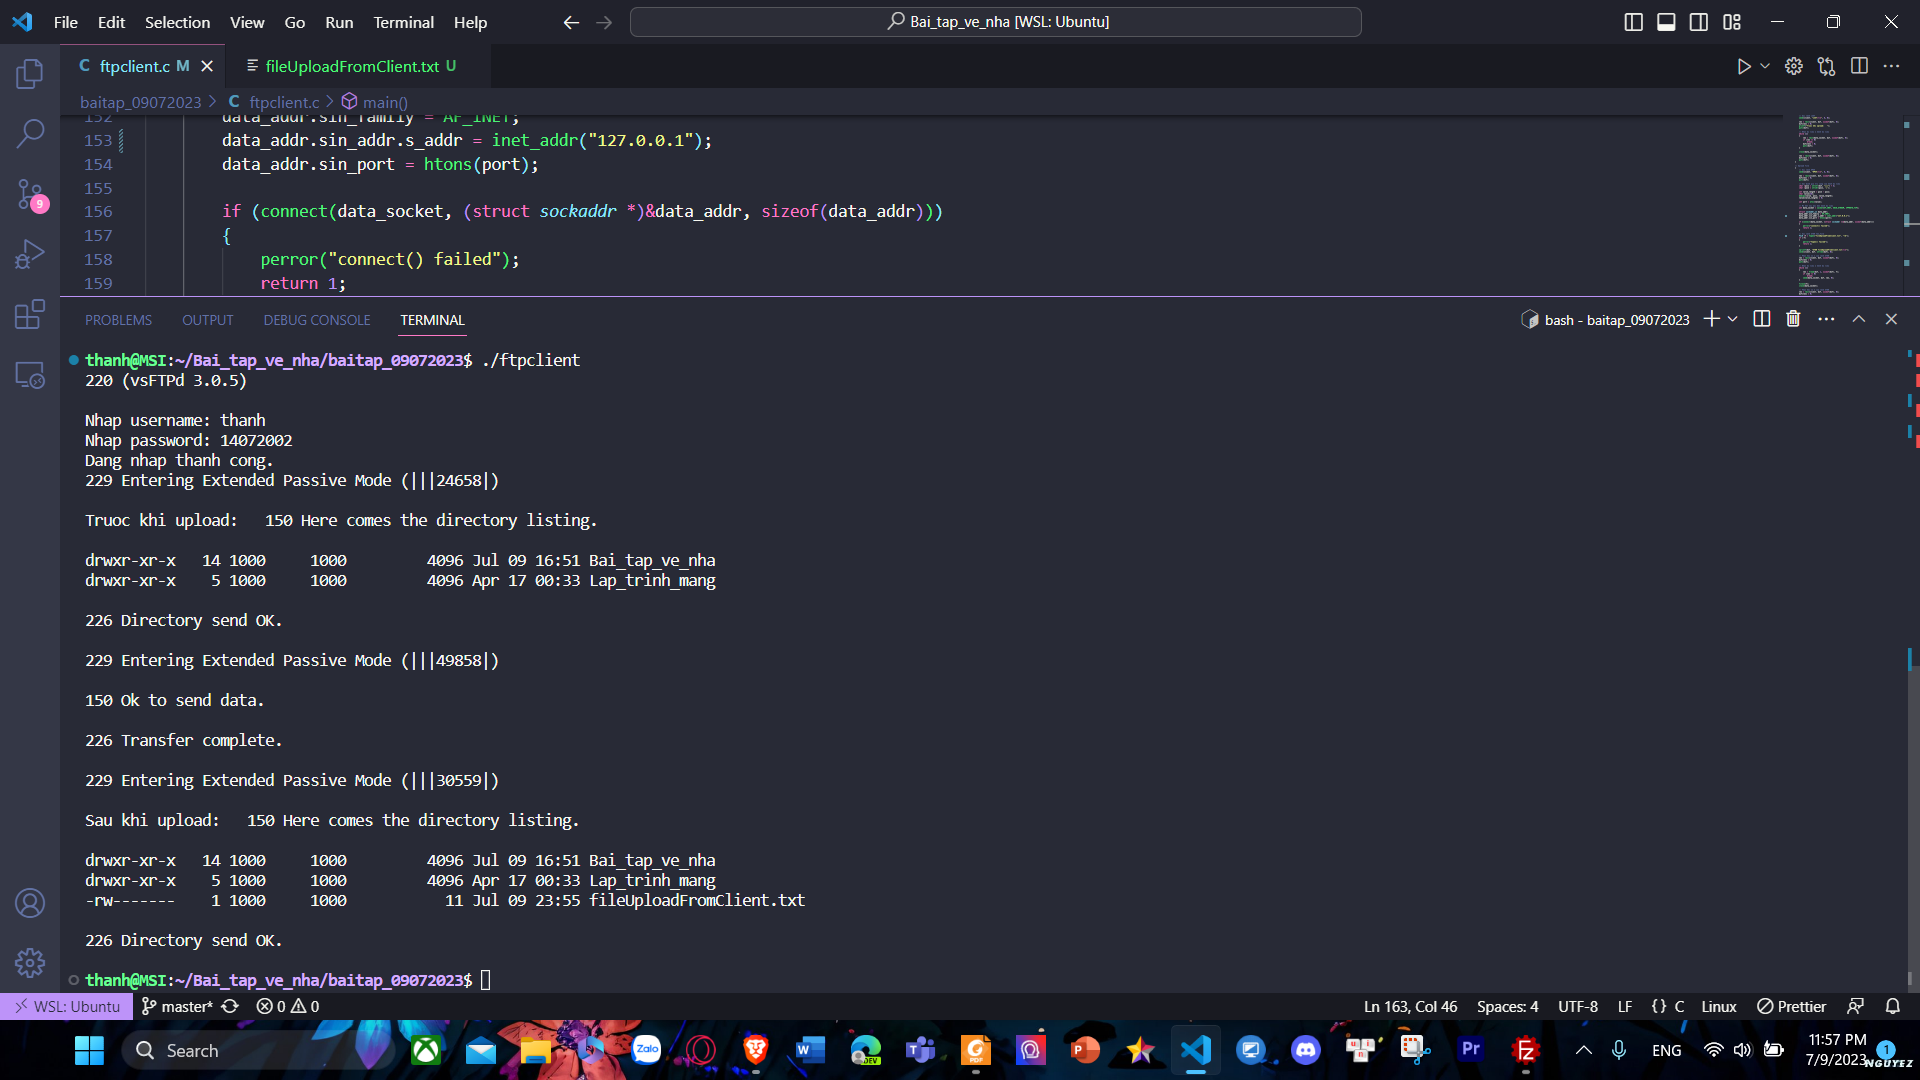 File Edit Selection View Go Run Terminal Help
Bai_tap_ve_nha [WSL: Ubuntu]
C ftpclient.c M
fileUploadFromClient.txt U
baitap_09072023 > C ftpclient.c > main()
152 data_addr.sin_family = AF_INET;
153 data_addr.sin_addr.s_addr = inet_addr("127.0.0.1");
154 data_addr.sin_port = htons(port);
155
156 if (connect(data_socket, (struct sockaddr *)&data_addr, sizeof(data_addr)))
157 {
158 perror("connect() failed");
159 return 1;
9
PROBLEMS OUTPUT DEBUG CONSOLE TERMINAL
bash - baitap_09072023
thanh@MSI:~/Bai_tap_ve_nha/baitap_09072023$ ./ftpclient
220 (vsFTPd 3.0.5)
Nhap username: thanh
Nhap password: 14072002
Dang nhap thanh cong.
229 Entering Extended Passive Mode (|||24658|)
Truoc khi upload: 150 Here comes the directory listing.
drwxr-xr-x 14 1000 1000 4096 Jul 09 16:51 Bai_tap_ve_nha
drwxr-xr-x 5 1000 1000 4096 Apr 17 00:33 Lap_trinh_mang
226 Directory send OK.
229 Entering Extended Passive Mode (|||49858|)
150 Ok to send data.
226 Transfer complete.
229 Entering Extended Passive Mode (|||30559|)
Sau khi upload: 150 Here comes the directory listing.
drwxr-xr-x 14 1000 1000 4096 Jul 09 16:51 Bai_tap_ve_nha
drwxr-xr-x 5 1000 1000 4096 Apr 17 00:33 Lap_trinh_mang
-rw------- 1 1000 1000 11 Jul 09 23:55 fileUploadFromClient.txt
226 Directory send OK.
thanh@MSI:~/Bai_tap_ve_nha/baitap_09072023$
WSL: Ubuntu master* 0 0
Ln 163, Col 46 Spaces: 4 UTF-8 LF {} C Linux Prettier
Search
Zalo
W
DEV
PDF
P
Pr
Fz
ENG
11:57 PM
7/9/2023
1
NGUYEZ